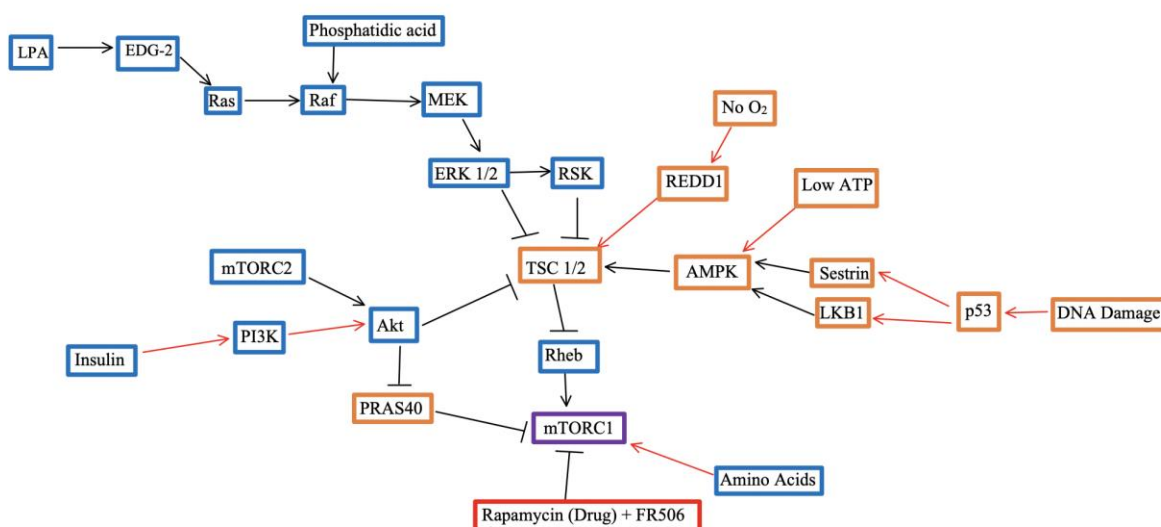 Phosphatidic acid
LPA
EDG-2
Ras
Raf
MEK
No O₂
ERK 1/2
RSK
REDD1
Low ATP
mTORC2
TSC 1/2
AMPK
Sestrin
LKB1
p53
DNA Damage
Akt
PI3K
Insulin
Rheb
PRAS40
mTORC1
Amino Acids
Rapamycin (Drug) + FR506